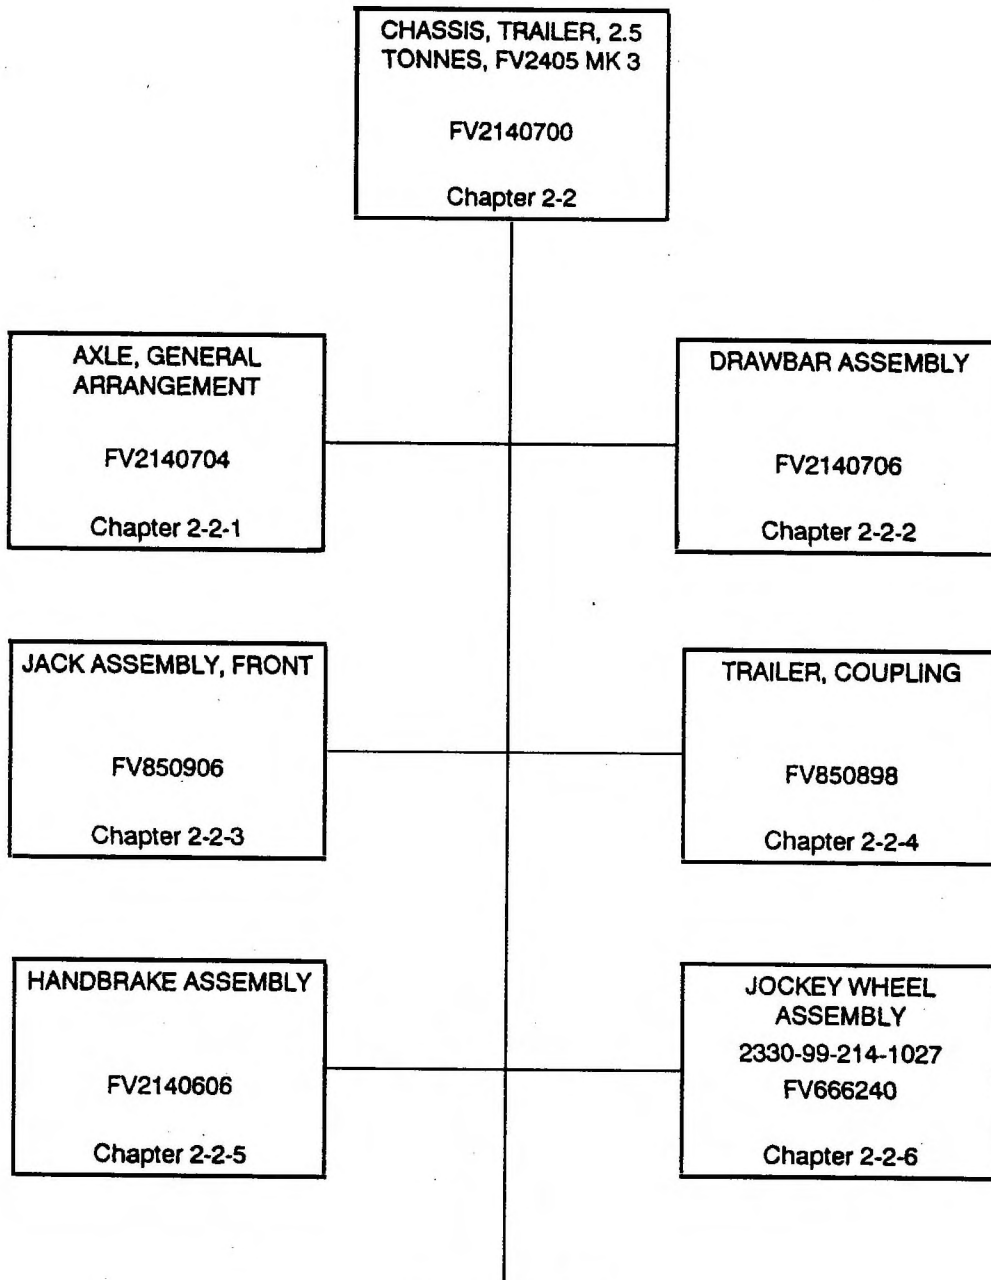 CHASSIS, TRAILER, 2.5
TONNES, FV2405 MK 3
FV2140700
Chapter 2-2
AXLE, GENERAL
ARRANGEMENT
FV2140704
Chapter 2-2-1
DRAWBAR ASSEMBLY
FV2140706
Chapter 2-2-2
JACK ASSEMBLY, FRONT
FV850906
Chapter 2-2-3
TRAILER, COUPLING
FV850898
Chapter 2-2-4
HANDBRAKE ASSEMBLY
FV2140606
Chapter 2-2-5
JOCKEY WHEEL
ASSEMBLY
2330-99-214-1027
FV666240
Chapter 2-2-6